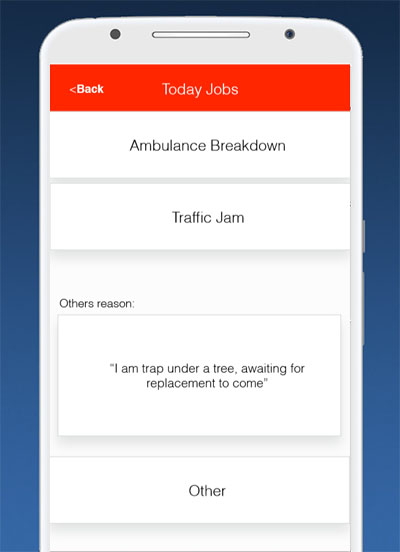 <Back
Today Jobs
Ambulance Breakdown
Traffic Jam
Others reason:
“I am trap under a tree, awaiting for
replacement to come”
Other